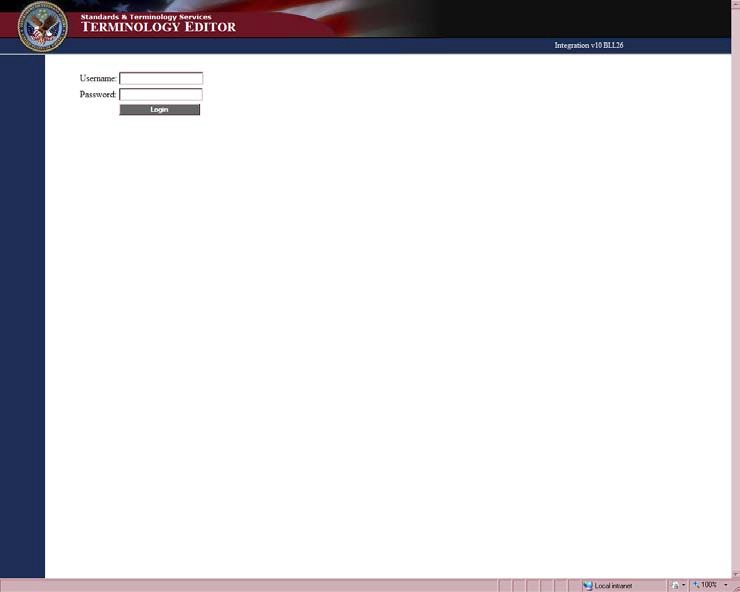 Standards & Terminology Services
TERMINOLOGY EDITOR
Integration v10 BLL26
Username:
Password:
Login
Local intranet
100%